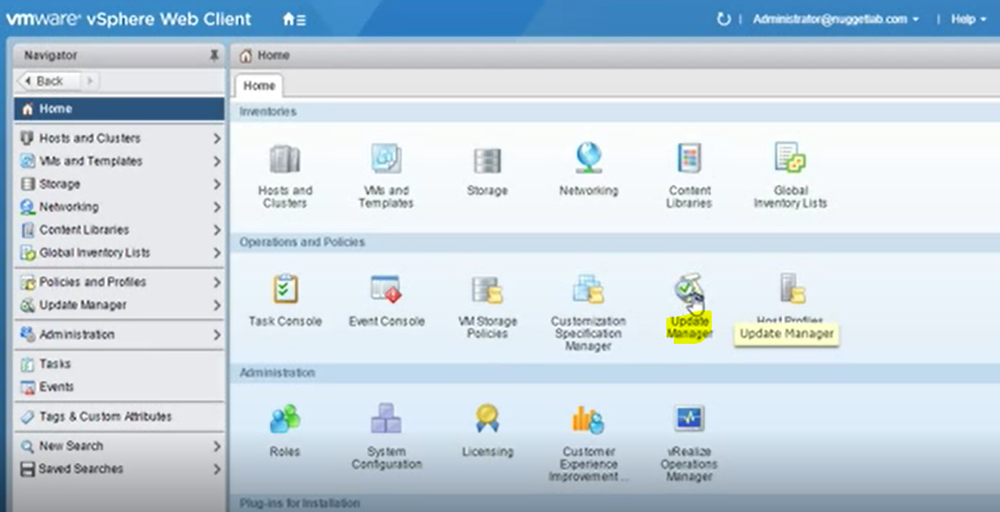 vmware® vSphere Web Client
Administrator@nuggetlab.com
Help
Navigator
Back
Home
Hosts and Clusters
VMs and Templates
Storage
Networking
Content Libraries
Global Inventory Lists
Policies and Profiles
Update Manager
Administration
Tasks
Events
Tags & Custom Attributes
New Search
Saved Searches
Home
Home
Inventories
Hosts and
Clusters
VMs and
Templates
Storage
Networking
Content
Libraries
Global
Inventory Lists
Operations and Policies
Task Console
Event Console
VM Storage
Policies
Customization
Specification
Manager
Update
Manager
Host Profiles
Update Manager
Administration
Roles
System
Configuration
Licensing
Customer
Experience
Improvement ...
vRealize
Operations
Manager
Plug-ins for Installation